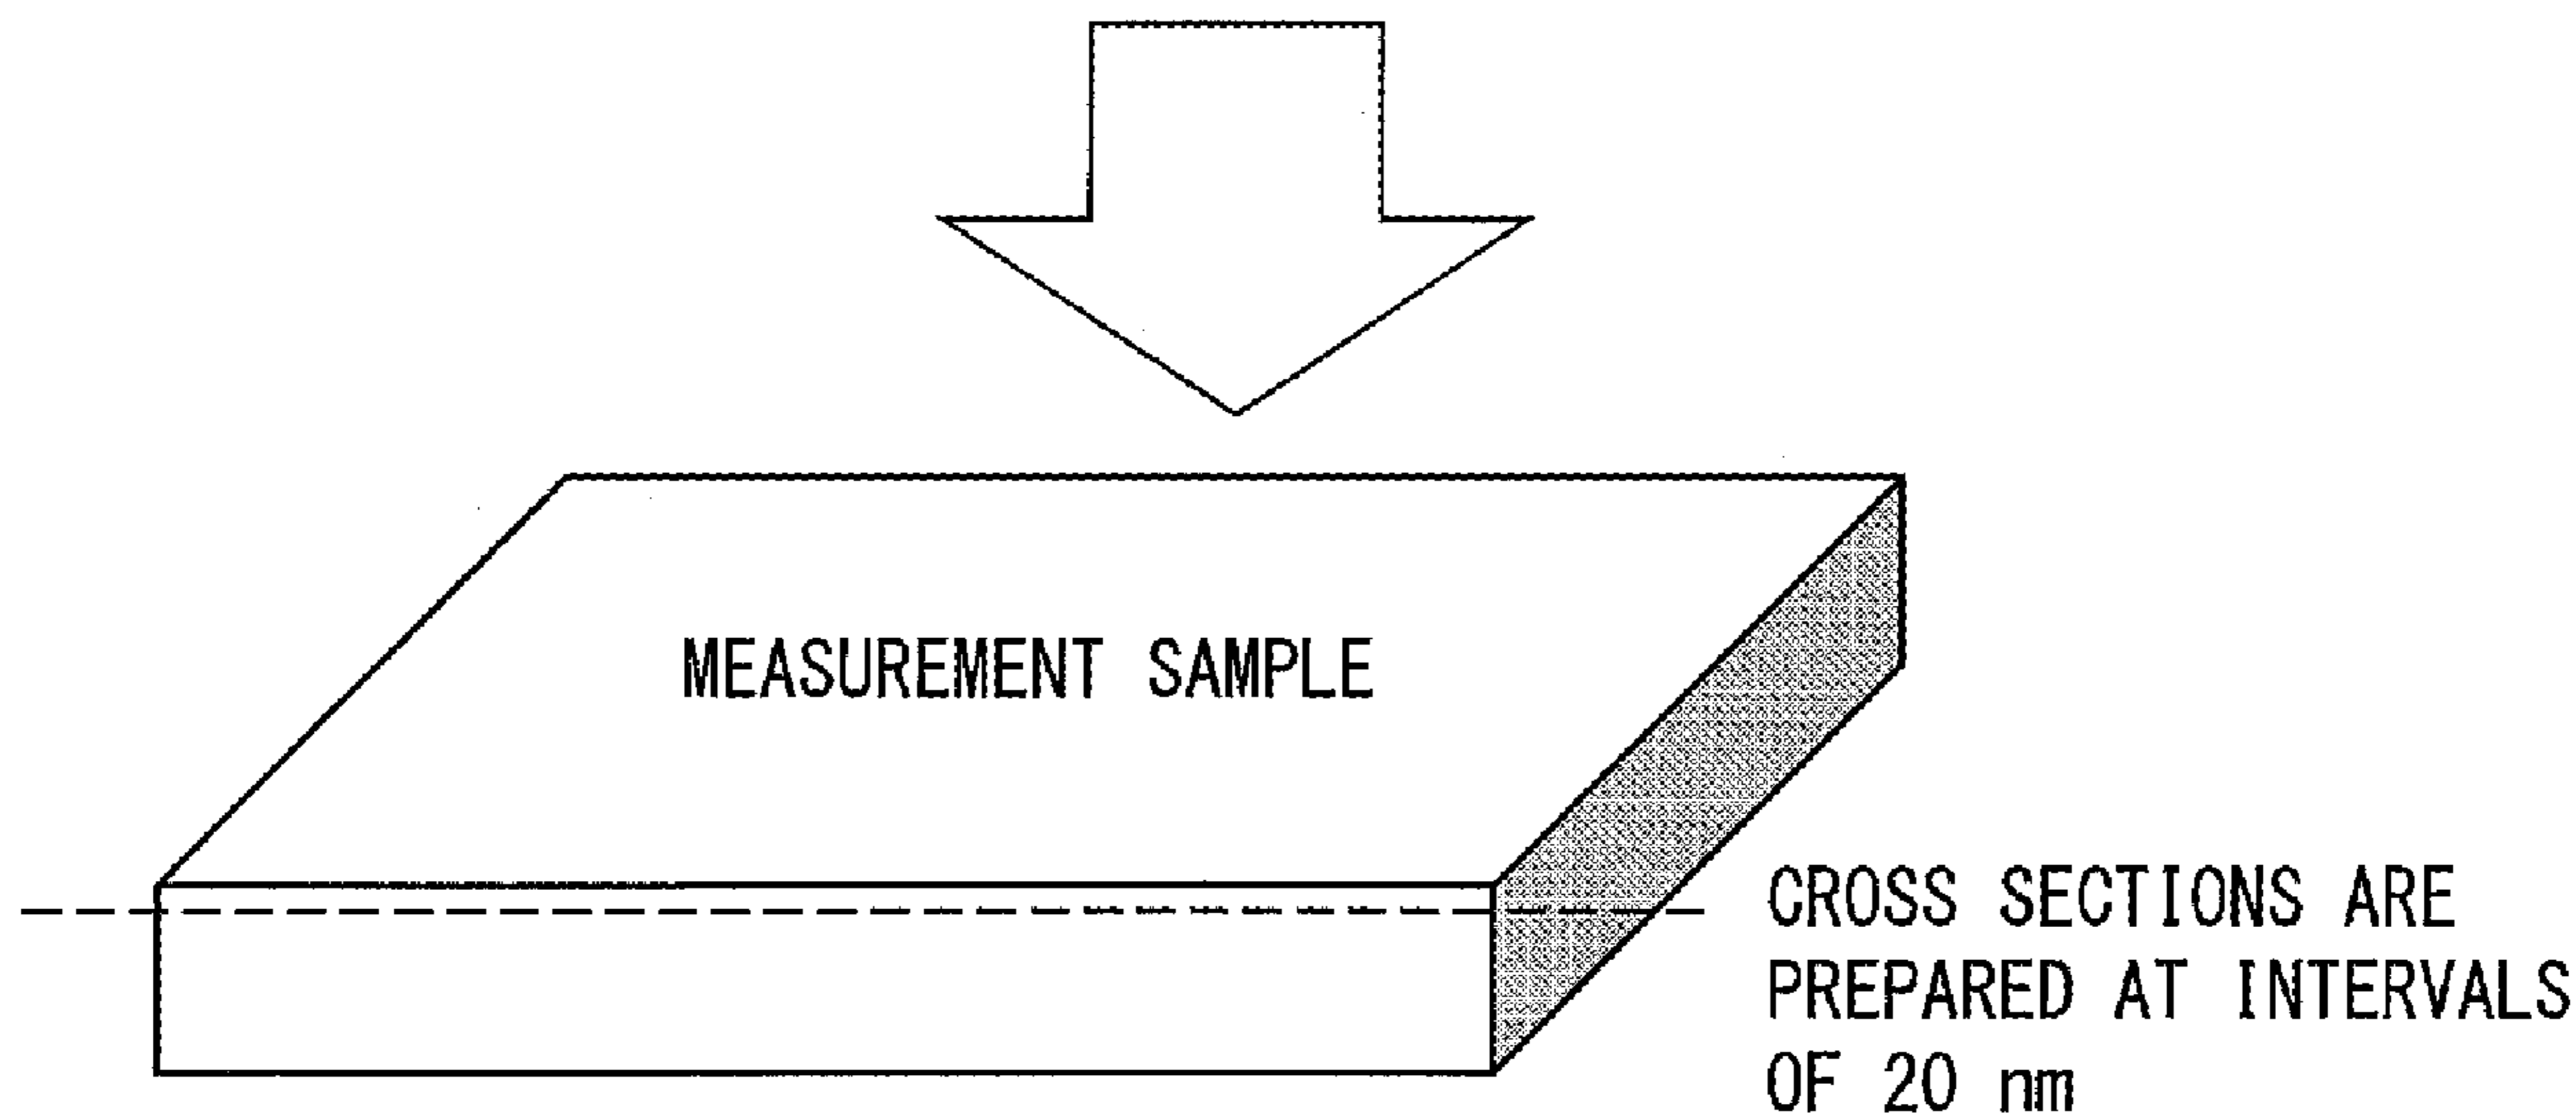 MEASUREMENT SAMPLE
CROSS SECTIONS ARE
PREPARED AT INTERVALS
OF 20 nm